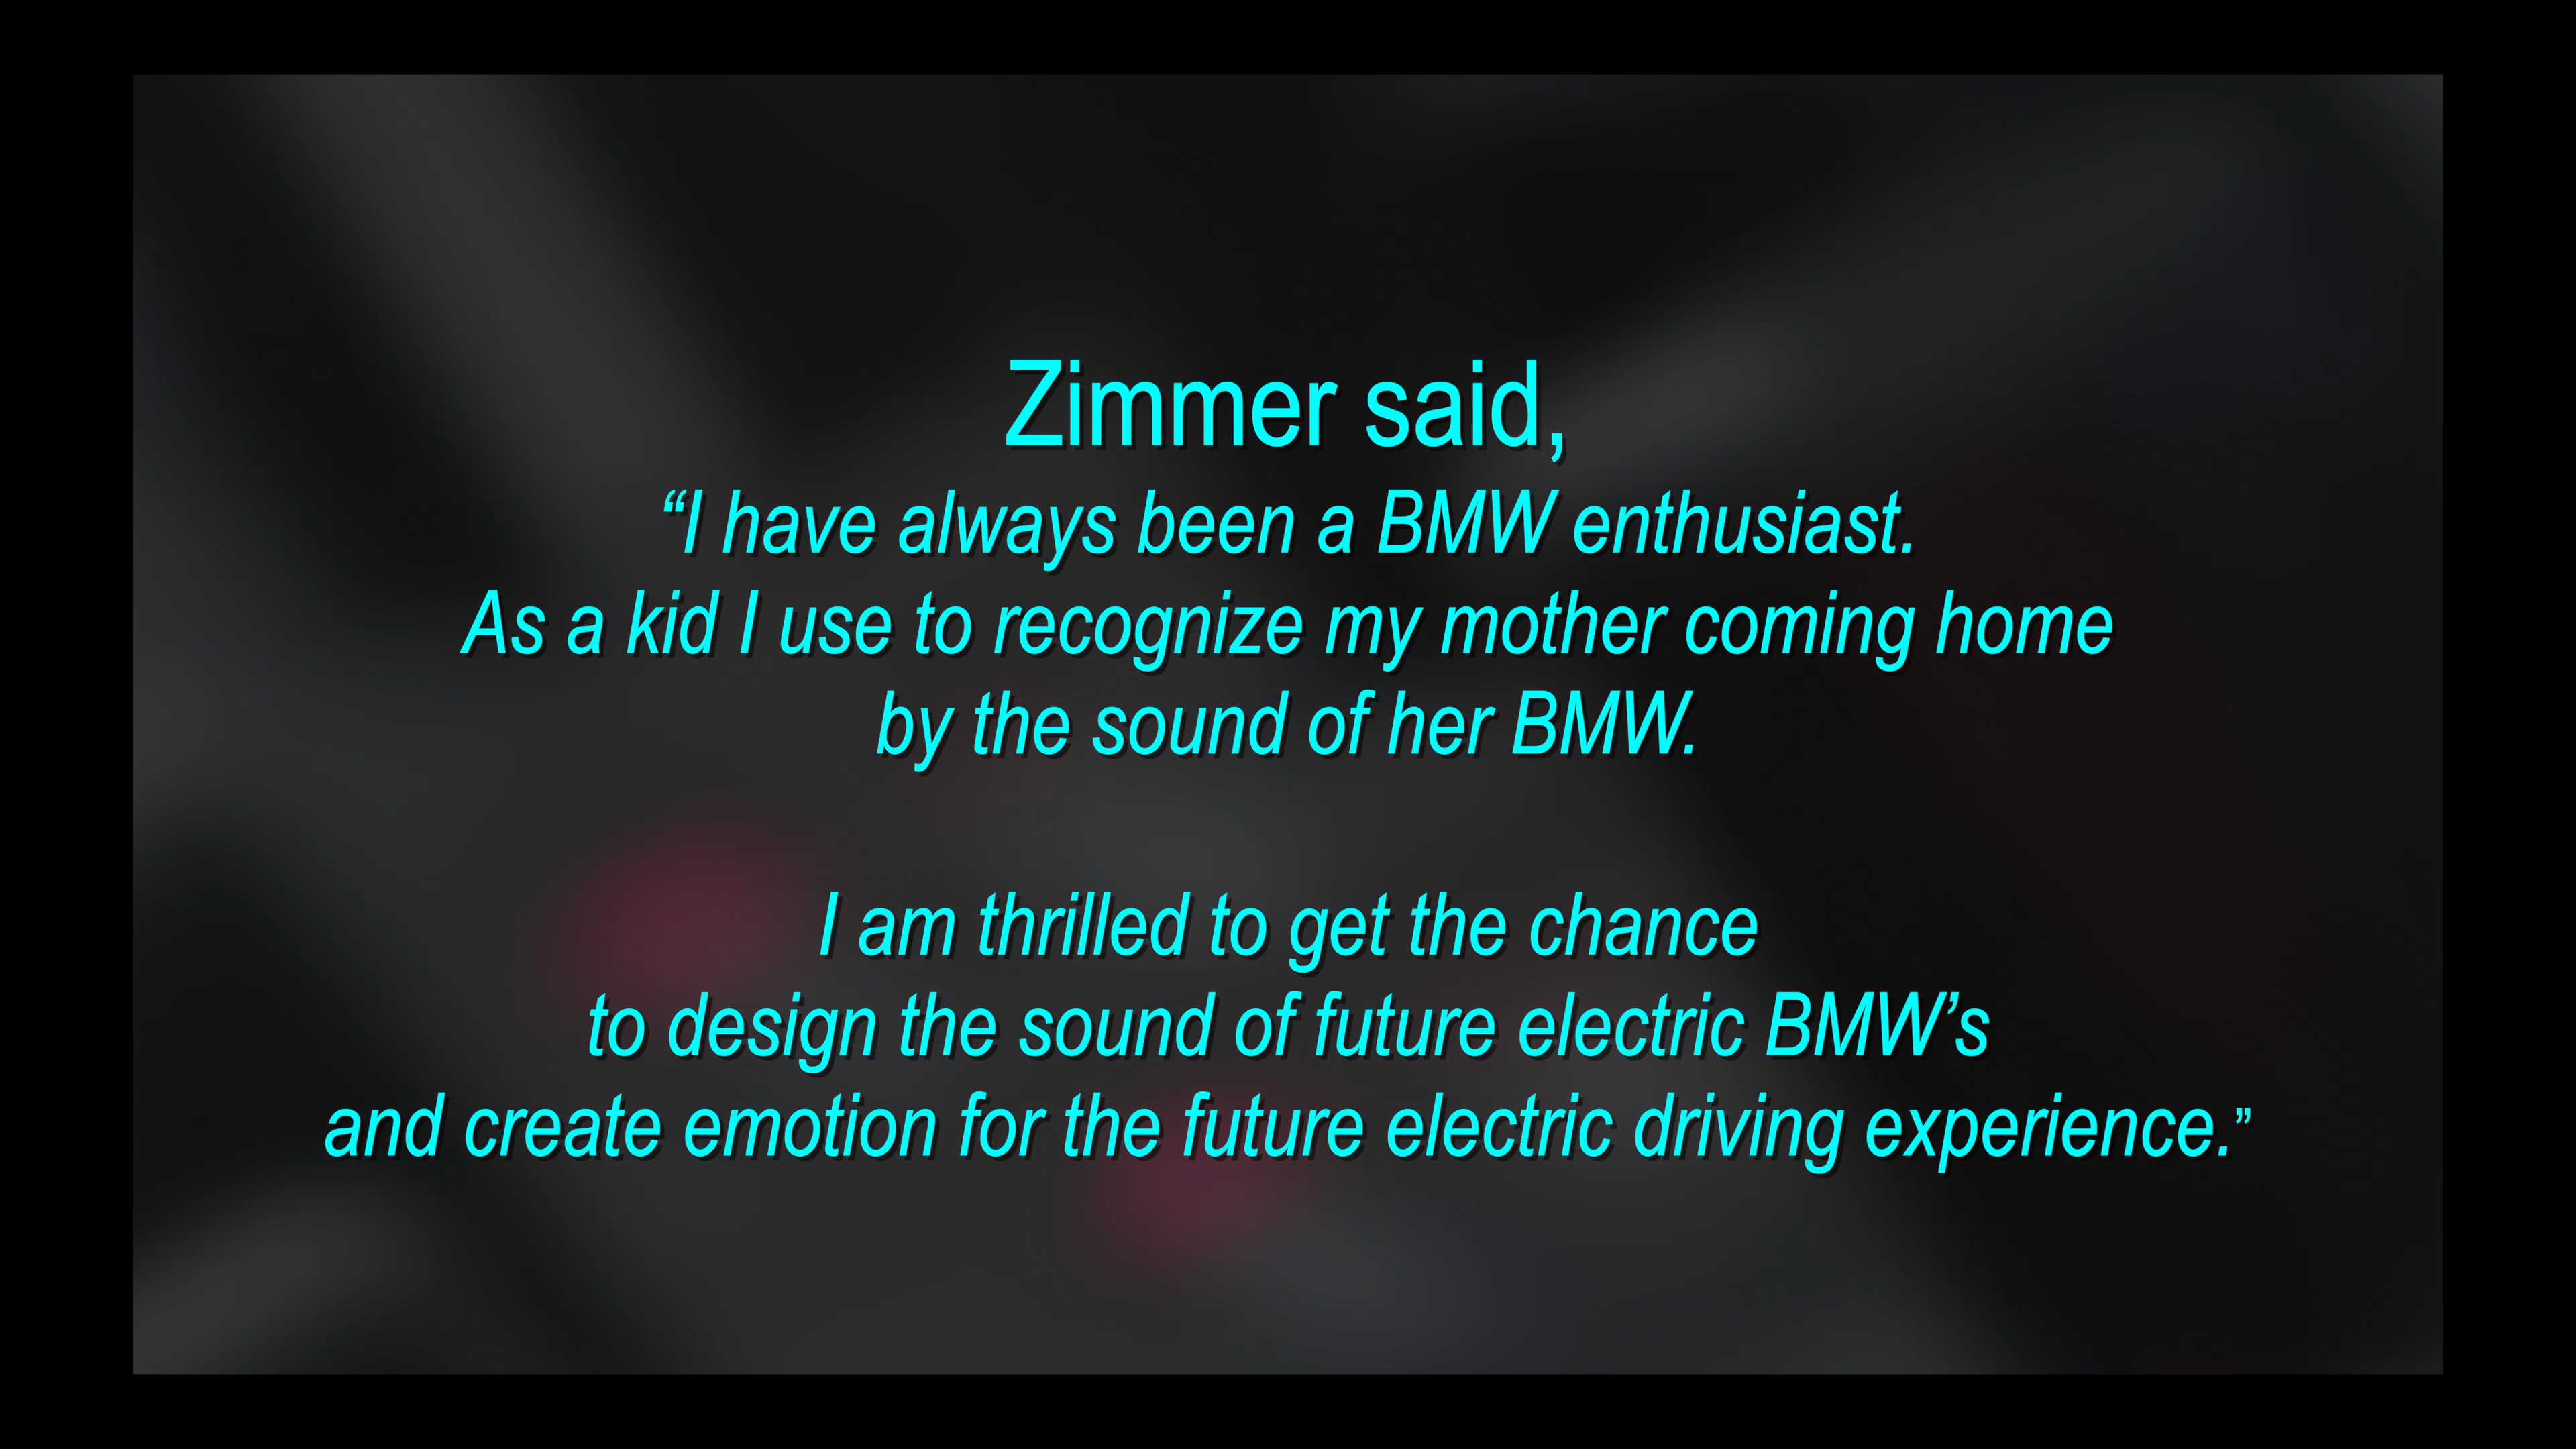 Zimmer said,
“I have always been a BMW enthusiast.
As a kid I use to recognize my mother coming home
by the sound of her BMW.
I am thrilled to get the chance
to design the sound of future electric BMW’s
and create emotion for the future electric driving experience.”